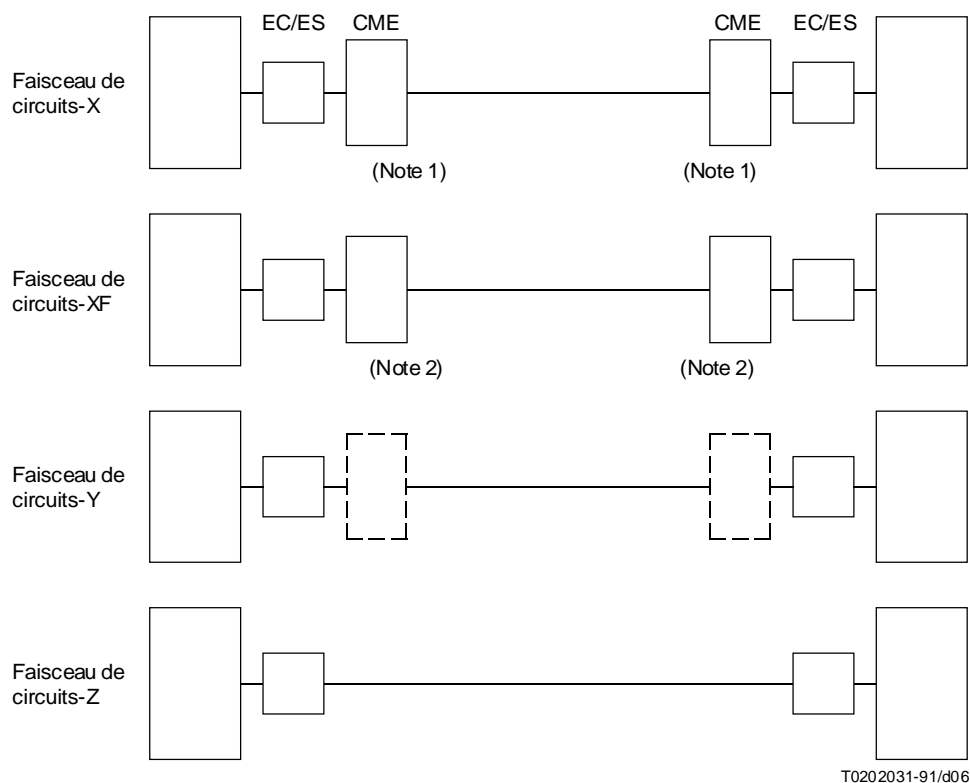 EC/ES CME CME EC/ES
Faisceau de
circuits-X
(Note 1) (Note 1)
Faisceau de
circuits-XF
(Note 2) (Note 2)
Faisceau de
circuits-Y
Faisceau de
circuits-Z
T0202031-91/d06